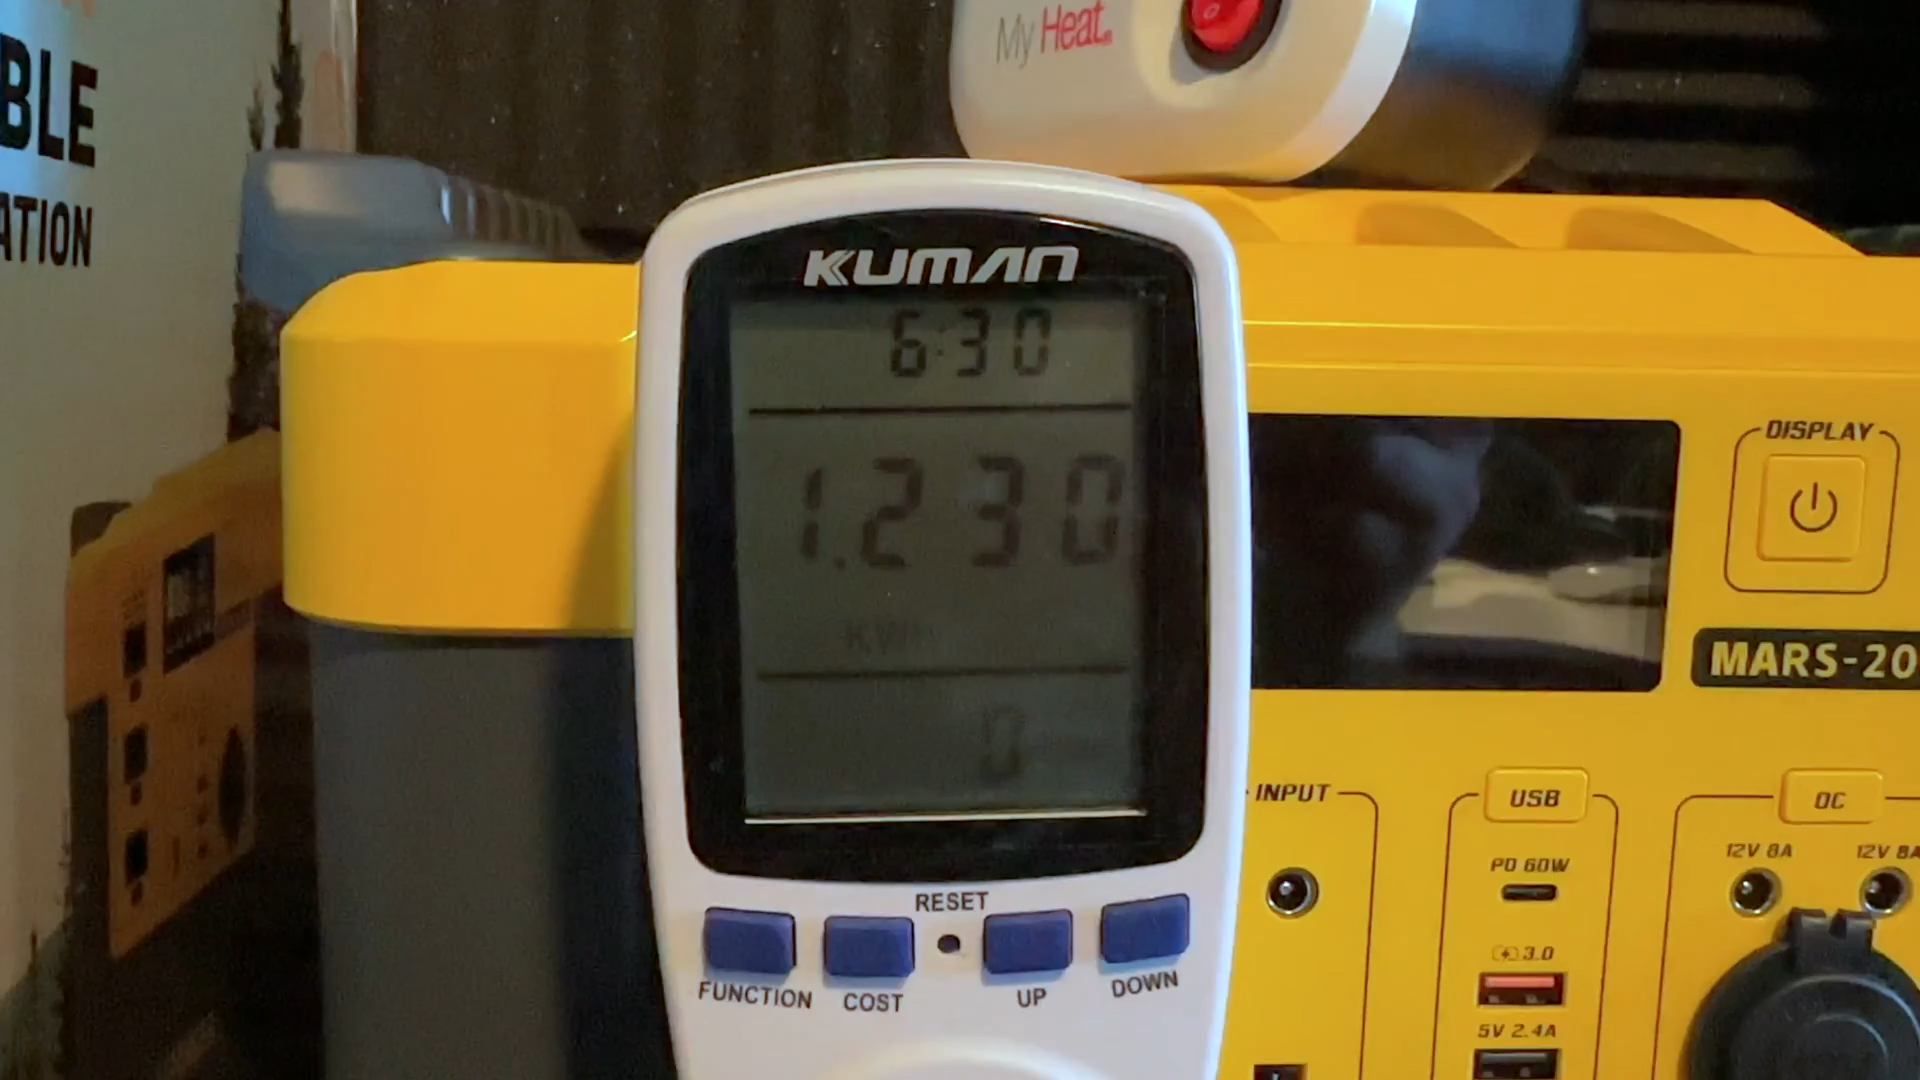 BLE
ATION
My Heat
KUMAN
6:30
1.230
KWH
0
RESET
FUNCTION
COST
UP
DOWN
DISPLAY
MARS-20
INPUT
USB
DC
PD 60W
3.0
5V 2.4A
12V 8A
12V 8A